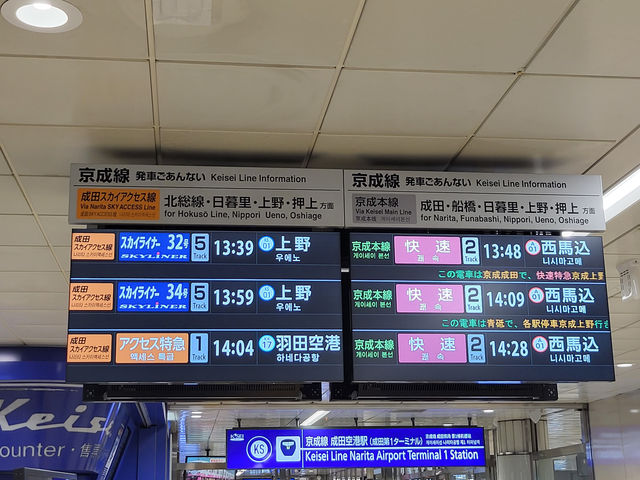 京成線 発車ごあんない Keisei Line Information
成田スカイアクセス線
Via Narita SKY ACCESS Line
北総線・日暮里・上野・押上 方面
for Hokusō Line, Nippori Ueno, Oshiage
成田スカイアクセス線 スカイライナー 32号 SKYLINER 5 Track 13:39 上野 우에노
成田スカイアクセス線 スカイライナー 34号 SKYLINER 5 Track 13:59 上野 우에노
成田スカイアクセス線 アクセス特急 액세스 특급 1 Track 14:04 羽田空港 하네다공항
京成線 発車ごあんない Keisei Line Information
京成本線
Via Keisei Main Line
成田・船橋・日暮里・上野・押上 方面
for Narita, Funabashi, Nippori, Ueno, Oshiage
京成本線 게이세이 본선 快速 쾌속 2 Track 13:48 西馬込 니시마고메
この電車は京成成田で、快速特急京成上野
京成本線 게이세이 본선 快速 쾌속 2 Track 14:09 西馬込 니시마고메
この電車は青砥で、各駅停車京成上野行き
京成本線 게이세이 본선 快速 쾌속 2 Track 14:28 西馬込 니시마고메
Keis
ounter・售
KS
京成線 成田空港駅(成田第1ターミナル)
Keisei Line Narita Airport Terminal 1 Station